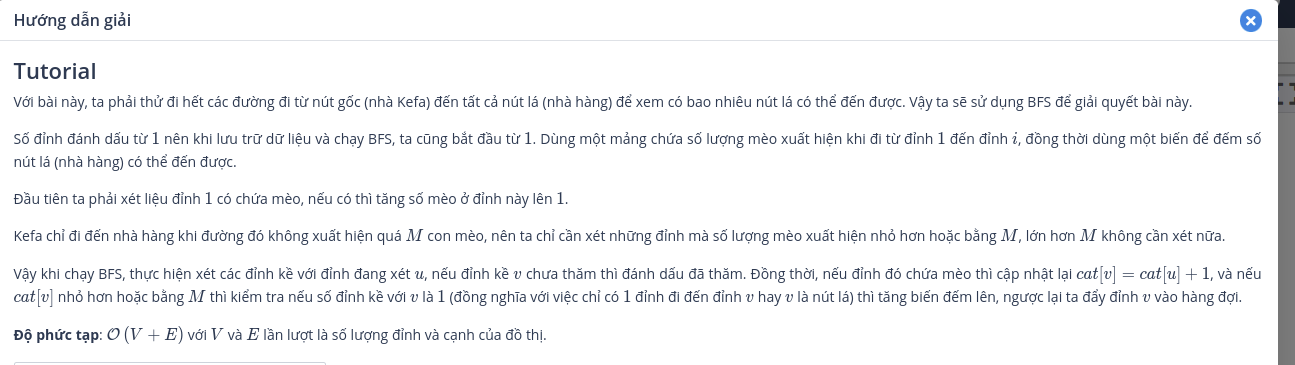 Hướng dẫn giải
Tutorial
Với bài này, ta phải thử đi hết các đường đi từ nút gốc (nhà Kefa) đến tất cả nút lá (nhà hàng) để xem có bao nhiêu nút lá có thể đến được. Vậy ta sẽ sử dụng BFS để giải quyết bài này.
Số đỉnh đánh dấu từ 1 nên khi lưu trữ dữ liệu và chạy BFS, ta cũng bắt đầu từ 1. Dùng một mảng chứa số lượng mèo xuất hiện khi đi từ đỉnh 1 đến đỉnh i, đồng thời dùng một biến để đếm số
nút lá (nhà hàng) có thể đến được.
Đầu tiên ta phải xét liệu đỉnh 1 có chứa mèo, nếu có thì tăng số mèo ở đỉnh này lên 1.
Kefa chỉ đi đến nhà hàng khi đường đó không xuất hiện quá M con mèo, nên ta chỉ cần xét những đỉnh mà số lượng mèo xuất hiện nhỏ hơn hoặc bằng M, lớn hơn M không cần xét nữa.
Vậy khi chạy BFS, thực hiện xét các đỉnh kề với đỉnh đang xét u, nếu đỉnh kề v chưa thăm thì đánh dấu đã thăm. Đồng thời, nếu đỉnh đó chứa mèo thì cập nhật lại cat[v] = cat[u] + 1, và nếu
cat[v] nhỏ hơn hoặc bằng M thì kiểm tra nếu số đỉnh kề với v là 1 (đồng nghĩa với việc chỉ có 1 đỉnh đi đến đỉnh v hay v là nút lá) thì tăng biến đếm lên, ngược lại ta đẩy đỉnh v vào hàng đợi.
Độ phức tạp: O (V + E) với V và E lần lượt là số lượng đỉnh và cạnh của đồ thị.